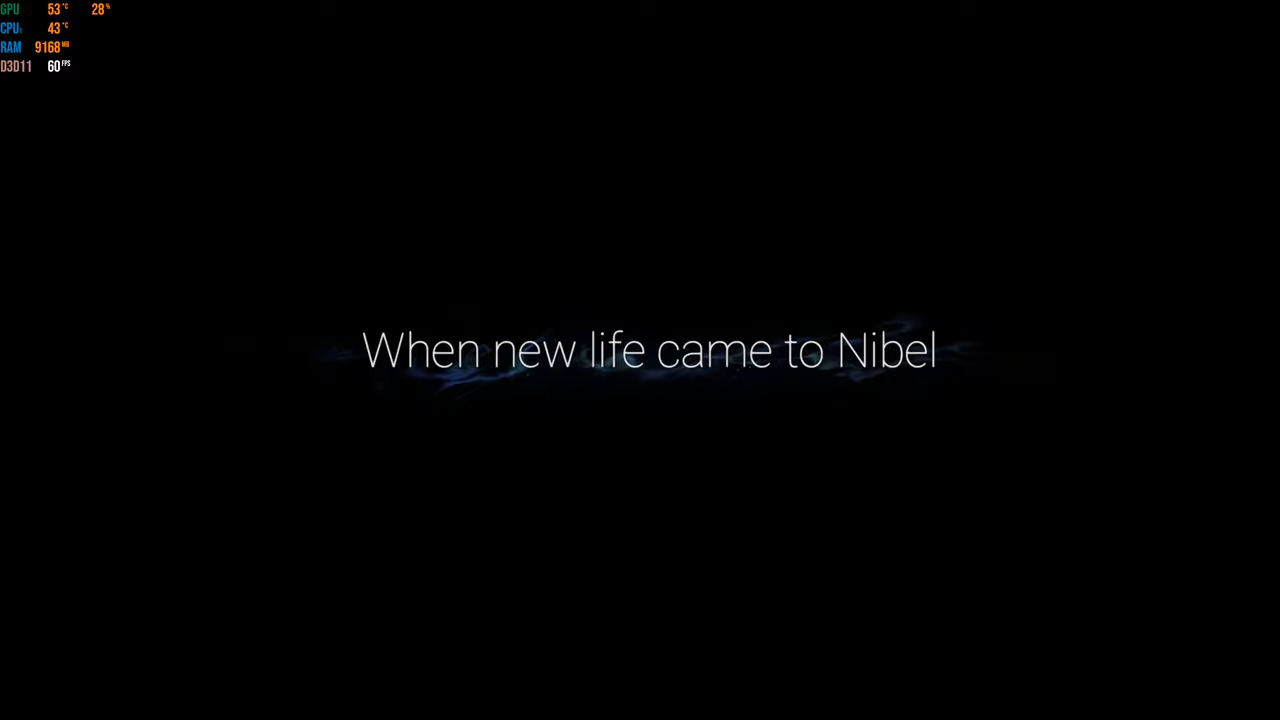 GPU 53°C 28%
CPU 43°C
RAM 9168MB
D3D11 60FPS
When new life came to Nibel